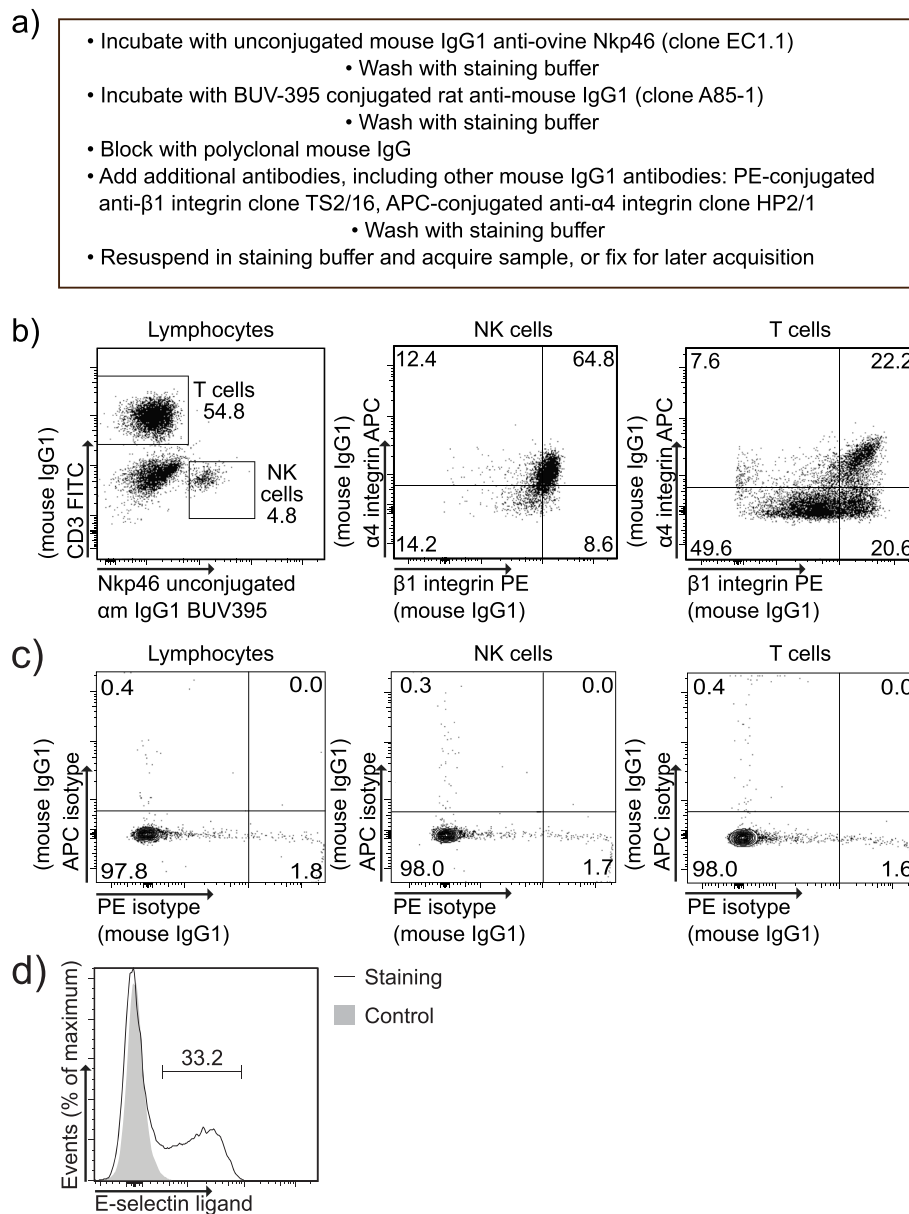 a)
• Incubate with unconjugated mouse IgG1 anti-ovine Nkp46 (clone EC1.1)
• Wash with staining buffer
• Incubate with BUV-395 conjugated rat anti-mouse IgG1 (clone A85-1)
• Wash with staining buffer
• Block with polyclonal mouse IgG
• Add additional antibodies, including other mouse IgG1 antibodies: PE-conjugated
anti-β1 integrin clone TS2/16, APC-conjugated anti-α4 integrin clone HP2/1
• Wash with staining buffer
• Resuspend in staining buffer and acquire sample, or fix for later acquisition
b)
Lymphocytes
(mouse IgG1)
CD3 FITC
T cells
54.8
NK
cells
4.8
Nkp46 unconjugated
αm IgG1 BUV395
NK cells
(mouse IgG1)
α4 integrin APC
12.4
64.8
14.2
8.6
β1 integrin PE
(mouse IgG1)
T cells
(mouse IgG1)
α4 integrin APC
7.6
22.2
49.6
20.6
β1 integrin PE
(mouse IgG1)
c)
Lymphocytes
(mouse IgG1)
APC isotype
0.4
0.0
97.8
1.8
PE isotype
(mouse IgG1)
NK cells
(mouse IgG1)
APC isotype
0.3
0.0
98.0
1.7
PE isotype
(mouse IgG1)
T cells
(mouse IgG1)
APC isotype
0.4
0.0
98.0
1.6
PE isotype
(mouse IgG1)
d)
Events (% of maximum)
33.2
E-selectin ligand
Staining
Control